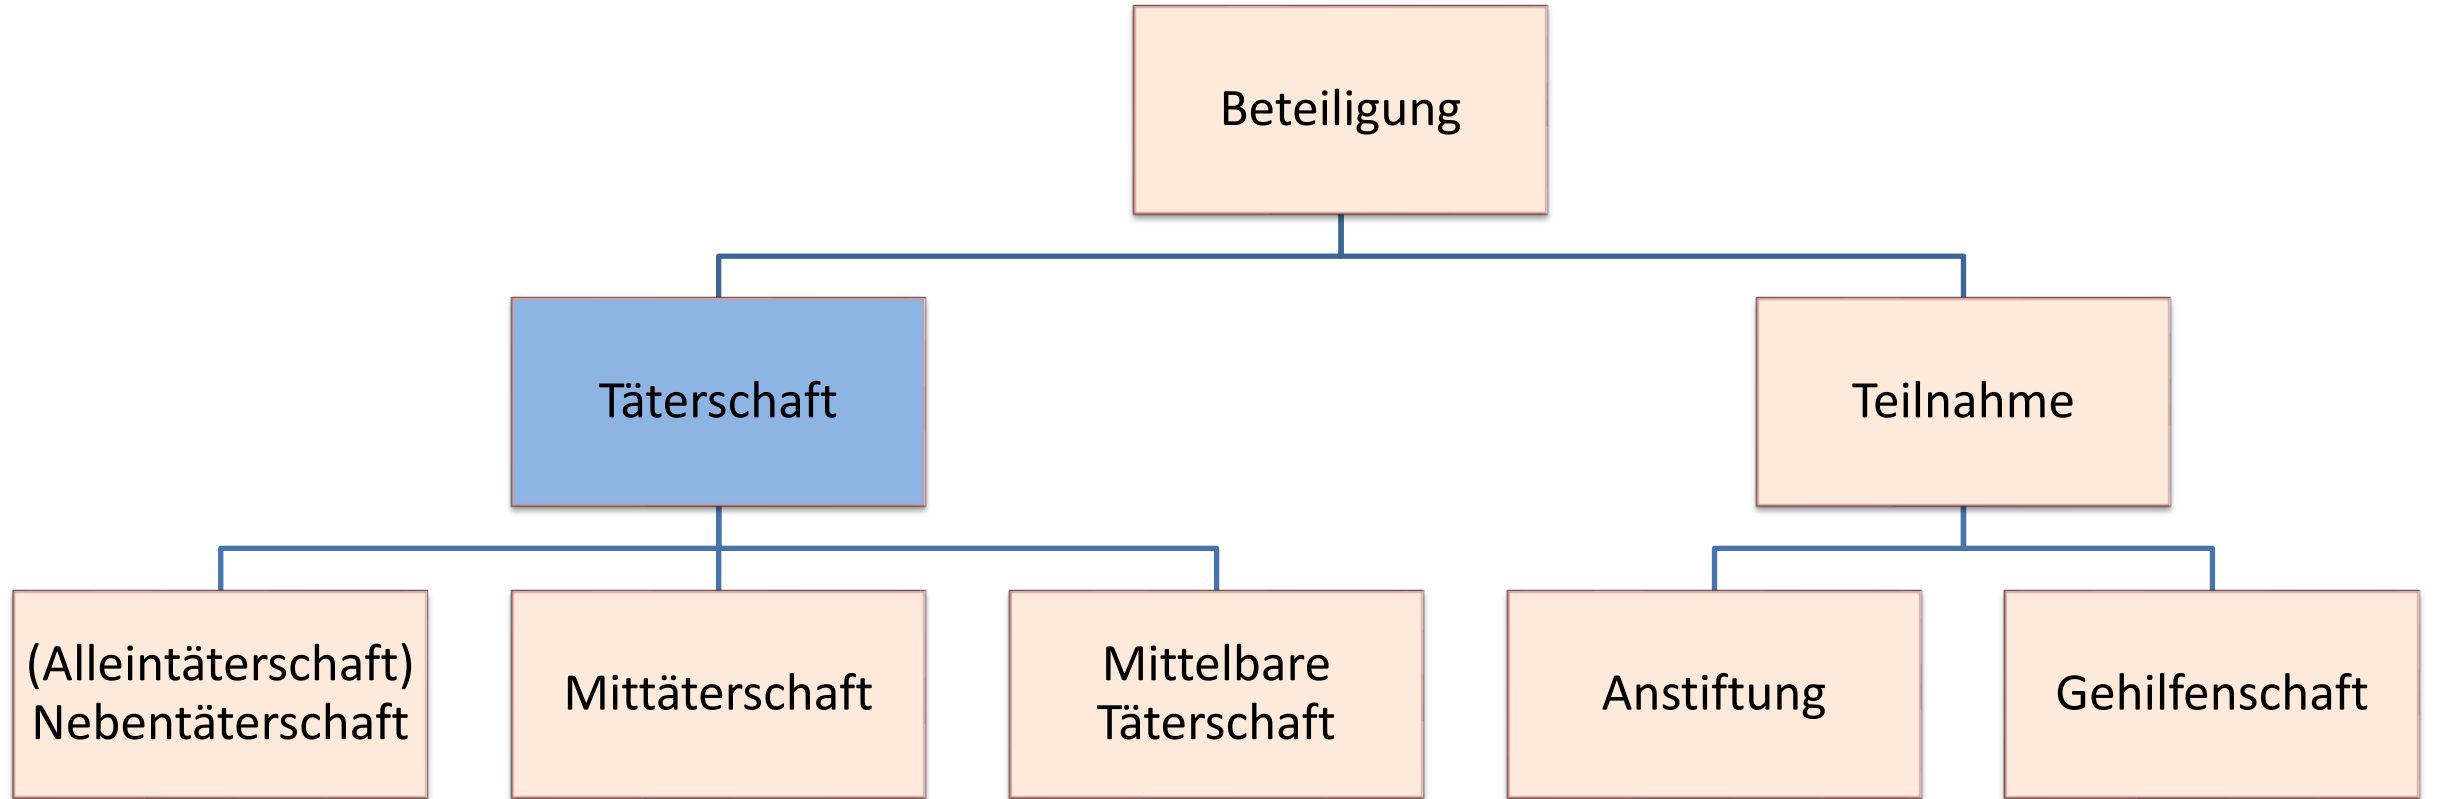 Beteiligung
Täterschaft
Teilnahme
(Alleintäterschaft)
Nebentäterschaft
Mittäterschaft
Mittelbare
Täterschaft
Anstiftung
Gehilfenschaft